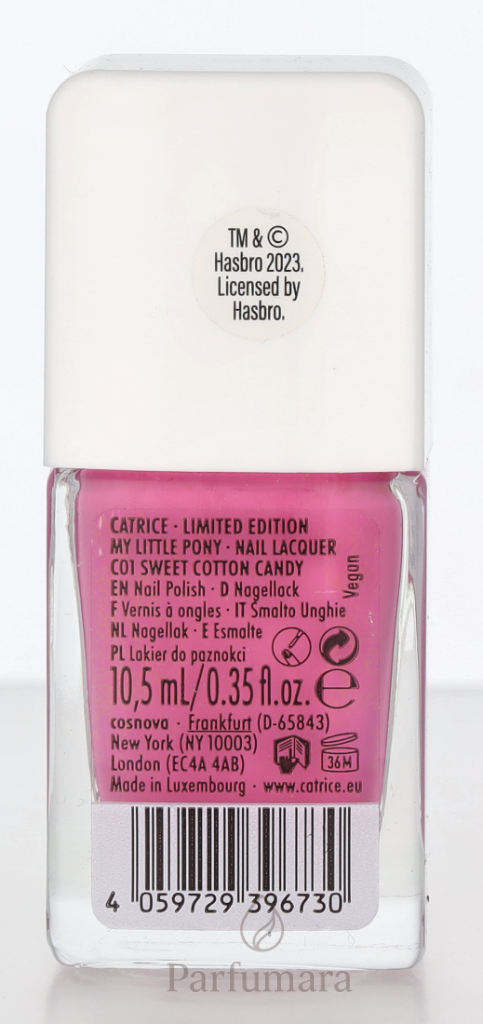 TM & ©
Hasbro 2023.
Licensed by
Hasbro.
CATRICE · LIMITED EDITION
MY LITTLE PONY · NAIL LACQUER
C01 SWEET COTTON CANDY
EN Nail Polish · D Nagellack
F Vernis à ongles · IT Smalto Unghie
NL Nagellak · E Esmalte
PL Lakier do paznokci
Vegan
10,5 mL/0.35 fl.oz. ℮
cosnova · Frankfurt (D-65843)
New York (NY 10003)
London (EC4A 4AB)
36M
Made in Luxembourg · www.catrice.eu
4 059729 396730
Parfumara